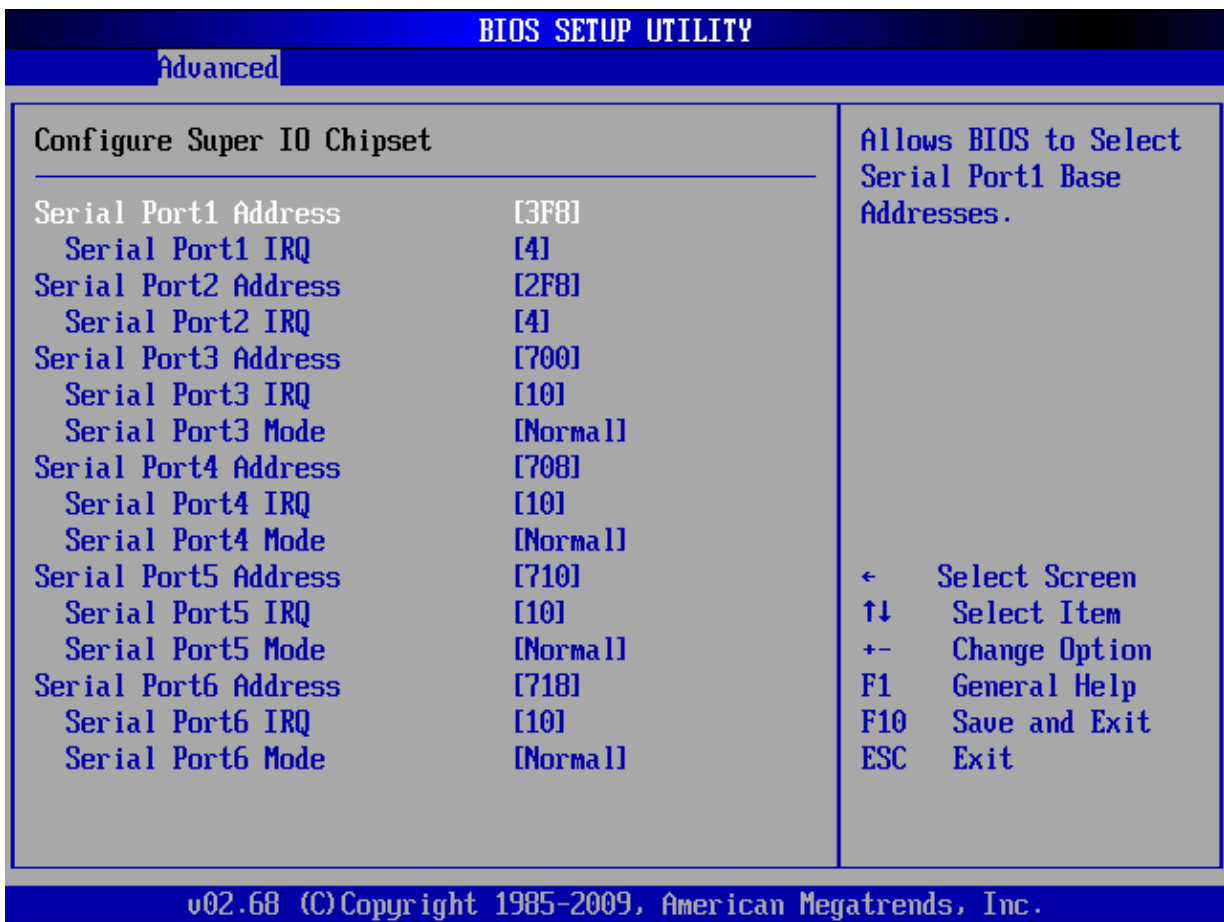 BIOS SETUP UTILITY
Advanced
Configure Super IO Chipset
Serial Port1 Address [3F8]
Serial Port1 IRQ [4]
Serial Port2 Address [2F8]
Serial Port2 IRQ [4]
Serial Port3 Address [700]
Serial Port3 IRQ [10]
Serial Port3 Mode [Normal]
Serial Port4 Address [708]
Serial Port4 IRQ [10]
Serial Port4 Mode [Normal]
Serial Port5 Address [710]
Serial Port5 IRQ [10]
Serial Port5 Mode [Normal]
Serial Port6 Address [718]
Serial Port6 IRQ [10]
Serial Port6 Mode [Normal]
Allows BIOS to Select
Serial Port1 Base
Addresses.
← Select Screen
↑↓ Select Item
+- Change Option
F1 General Help
F10 Save and Exit
ESC Exit
v02.68 (C)Copyright 1985-2009, American Megatrends, Inc.